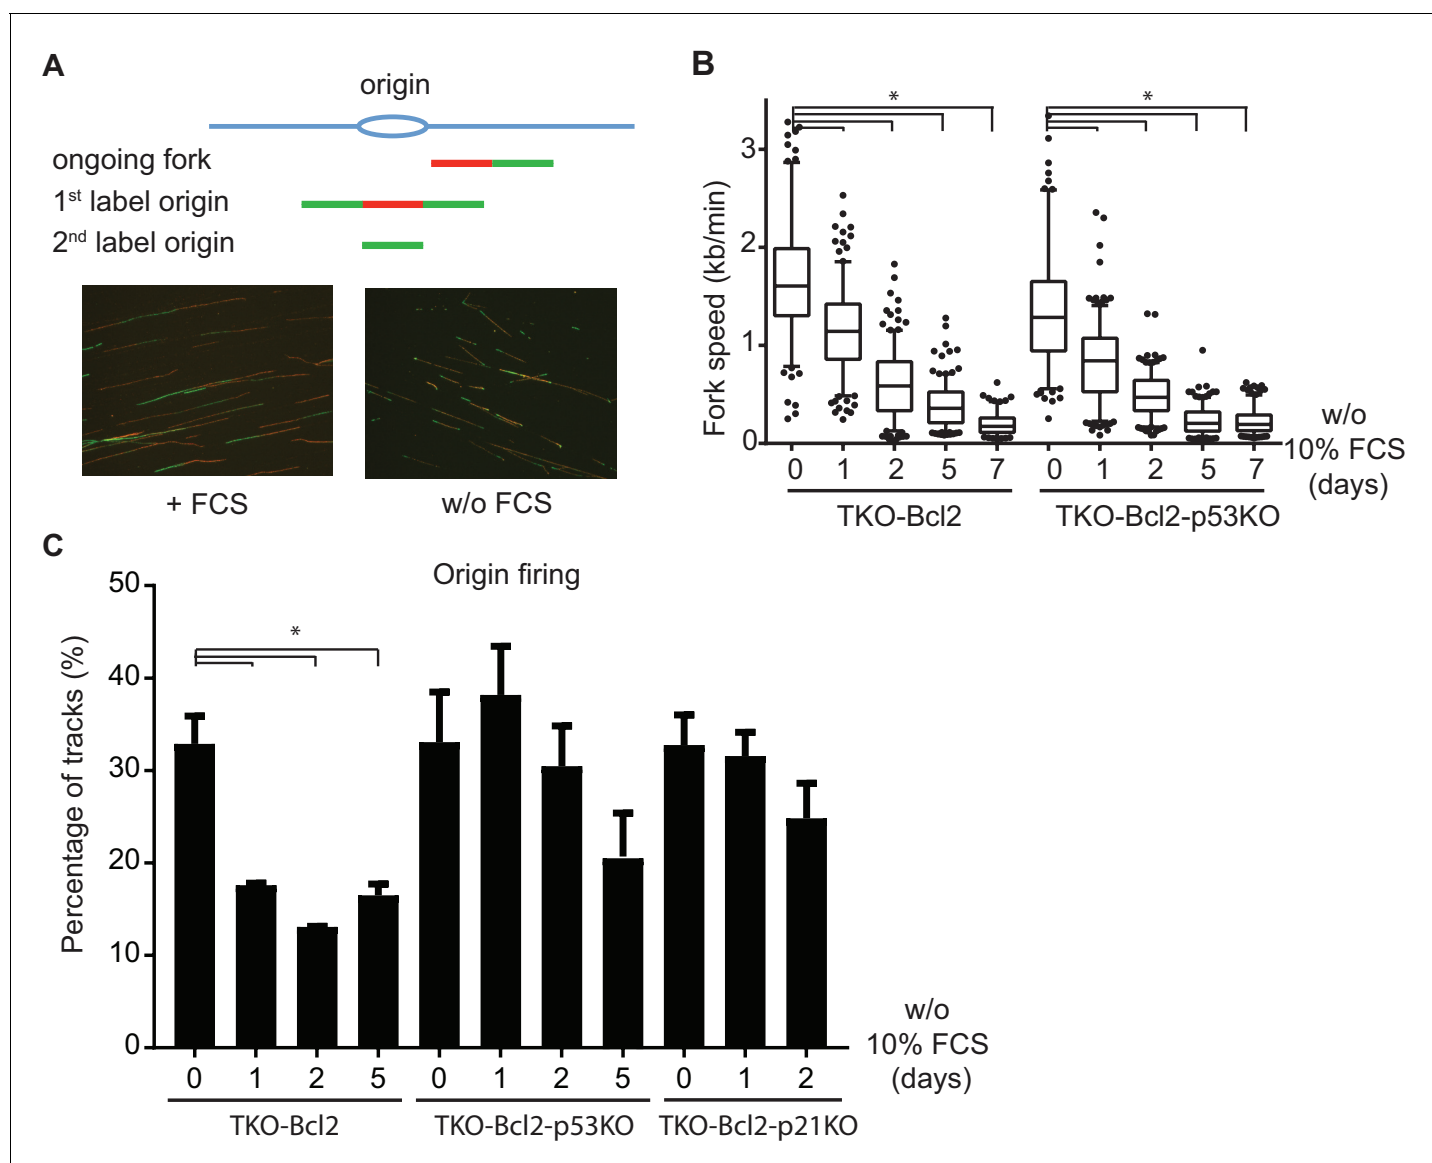 A
origin
ongoing fork
1st label origin
2nd label origin
+ FCS
w/o FCS
B
*
*
Fork speed (kb/min)
3
2
1
0
0 1 2 5 7
0 1 2 5 7
w/o
10% FCS
(days)
TKO-Bcl2
TKO-Bcl2-p53KO
C
Origin firing
*
Percentage of tracks (%)
50
40
30
20
10
0
0 1 2 5
0 1 2 5
0 1 2
w/o
10% FCS
(days)
TKO-Bcl2
TKO-Bcl2-p53KO
TKO-Bcl2-p21KO